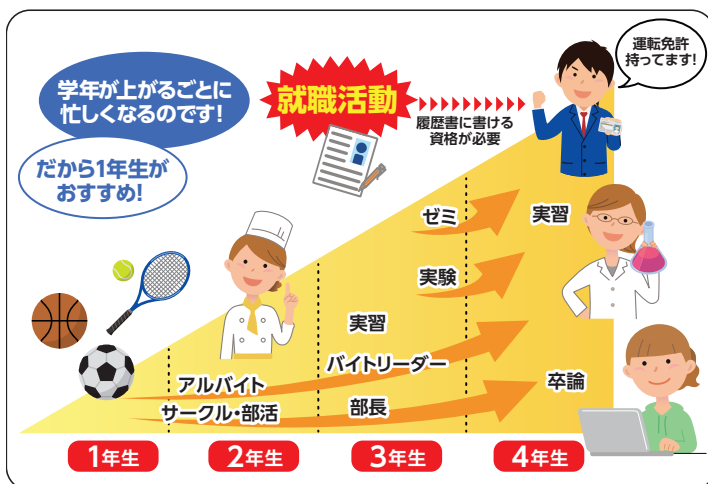 学年が上がるごとに
忙しくなるのです!
だから1年生が
おすすめ!
就職活動
履歴書に書ける
資格が必要
運転免許
持ってます!
ゼミ
実習
実験
実習
バイトリーダー
アルバイト
サークル・部活
部長
卒論
1年生
2年生
3年生
4年生